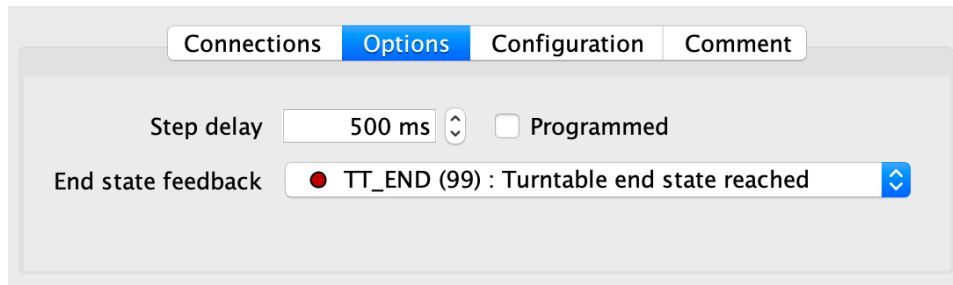 Connections Options Configuration Comment
Step delay 500 ms Programmed
End state feedback TT_END (99) : Turntable end state reached